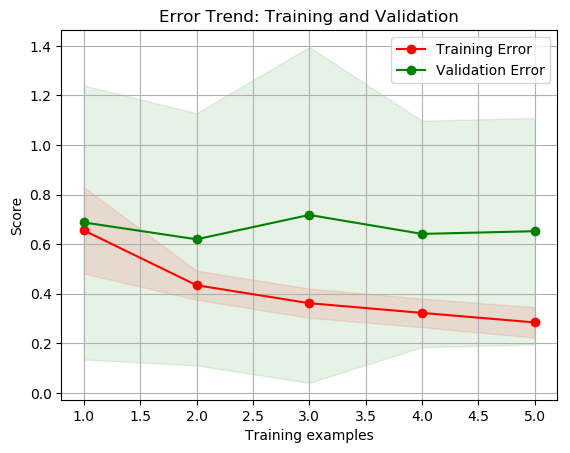 Error Trend: Training and Validation
Training Error
Validation Error
Score
1.4
1.2
1.0
0.8
0.6
0.4
0.2
0.0
1.0 1.5 2.0 2.5 3.0 3.5 4.0 4.5 5.0
Training examples